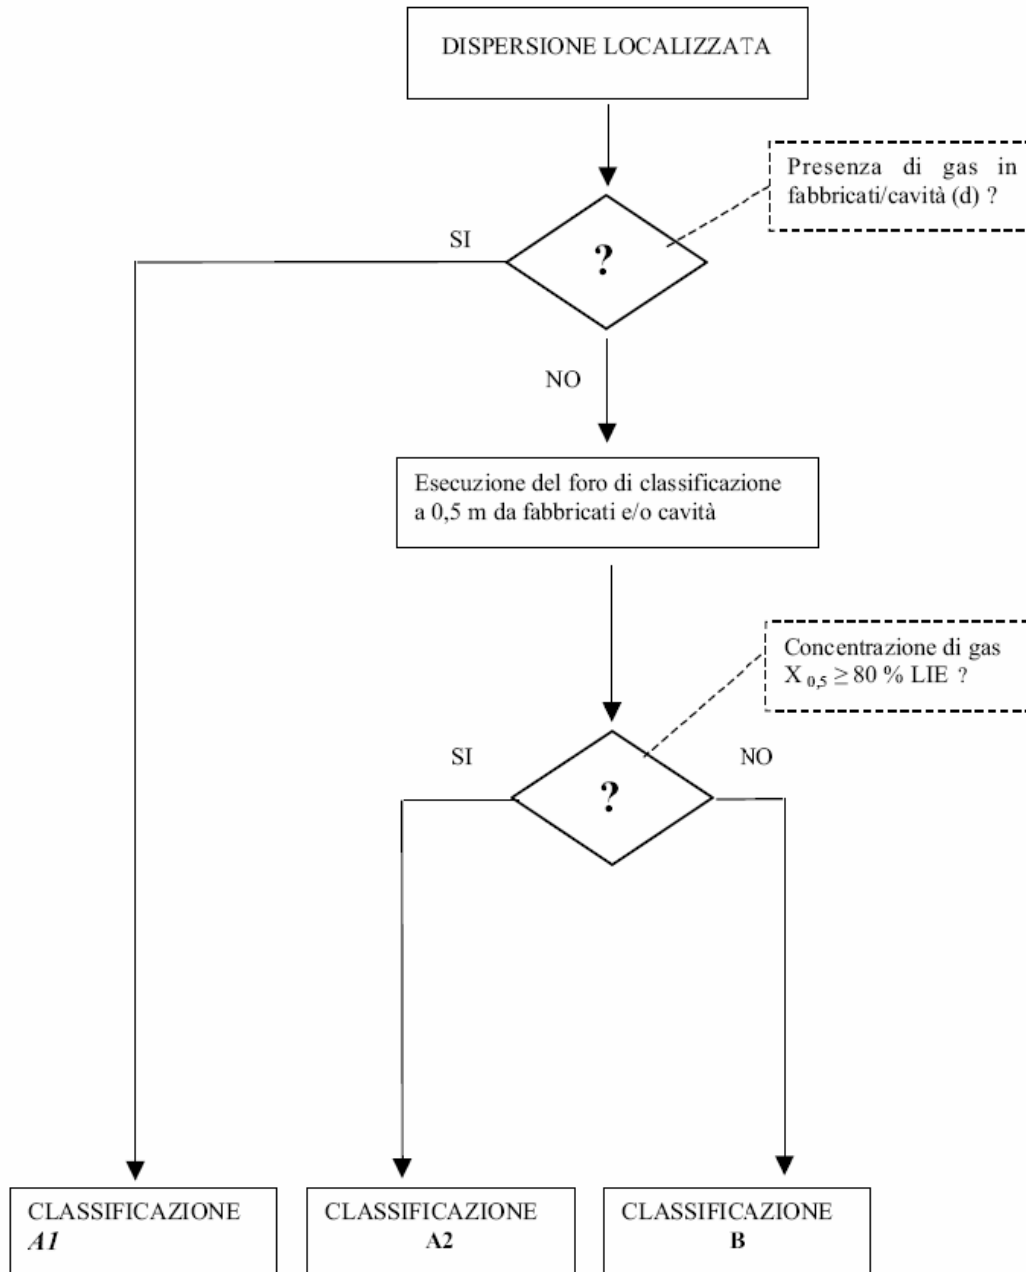 DISPERSIONE LOCALIZZATA
Presenza di gas in
fabbricati/cavità (d) ?
SI
?
NO
Esecuzione del foro di classificazione
a 0,5 m da fabbricati e/o cavità
Concentrazione di gas
X 0,5 ≥ 80 % LIE ?
SI
NO
?
CLASSIFICAZIONE
A1
CLASSIFICAZIONE
A2
CLASSIFICAZIONE
B